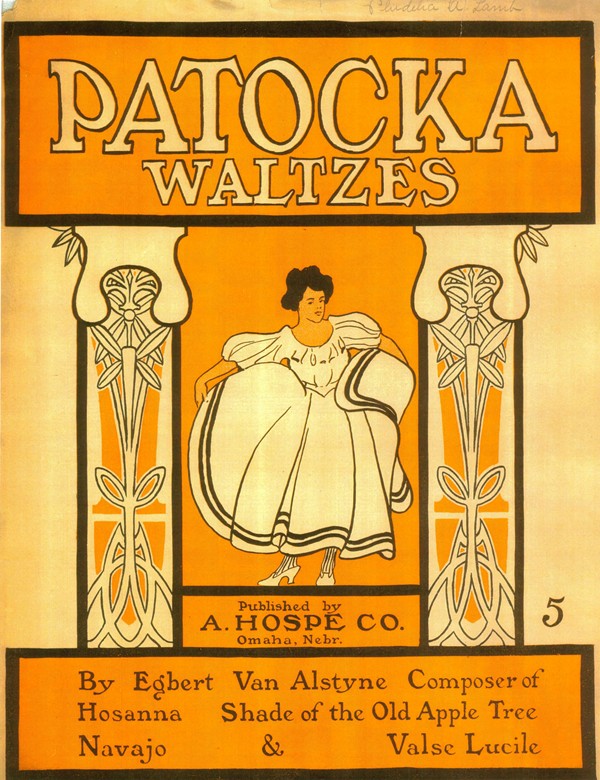 PATOCKA
WALTZES
Published by
A. HOSPE CO.
Omaha, Nebr.
5
By Egbert Van Alstyne Composer of
Hosanna Shade of the Old Apple Tree
Navajo & Valse Lucile